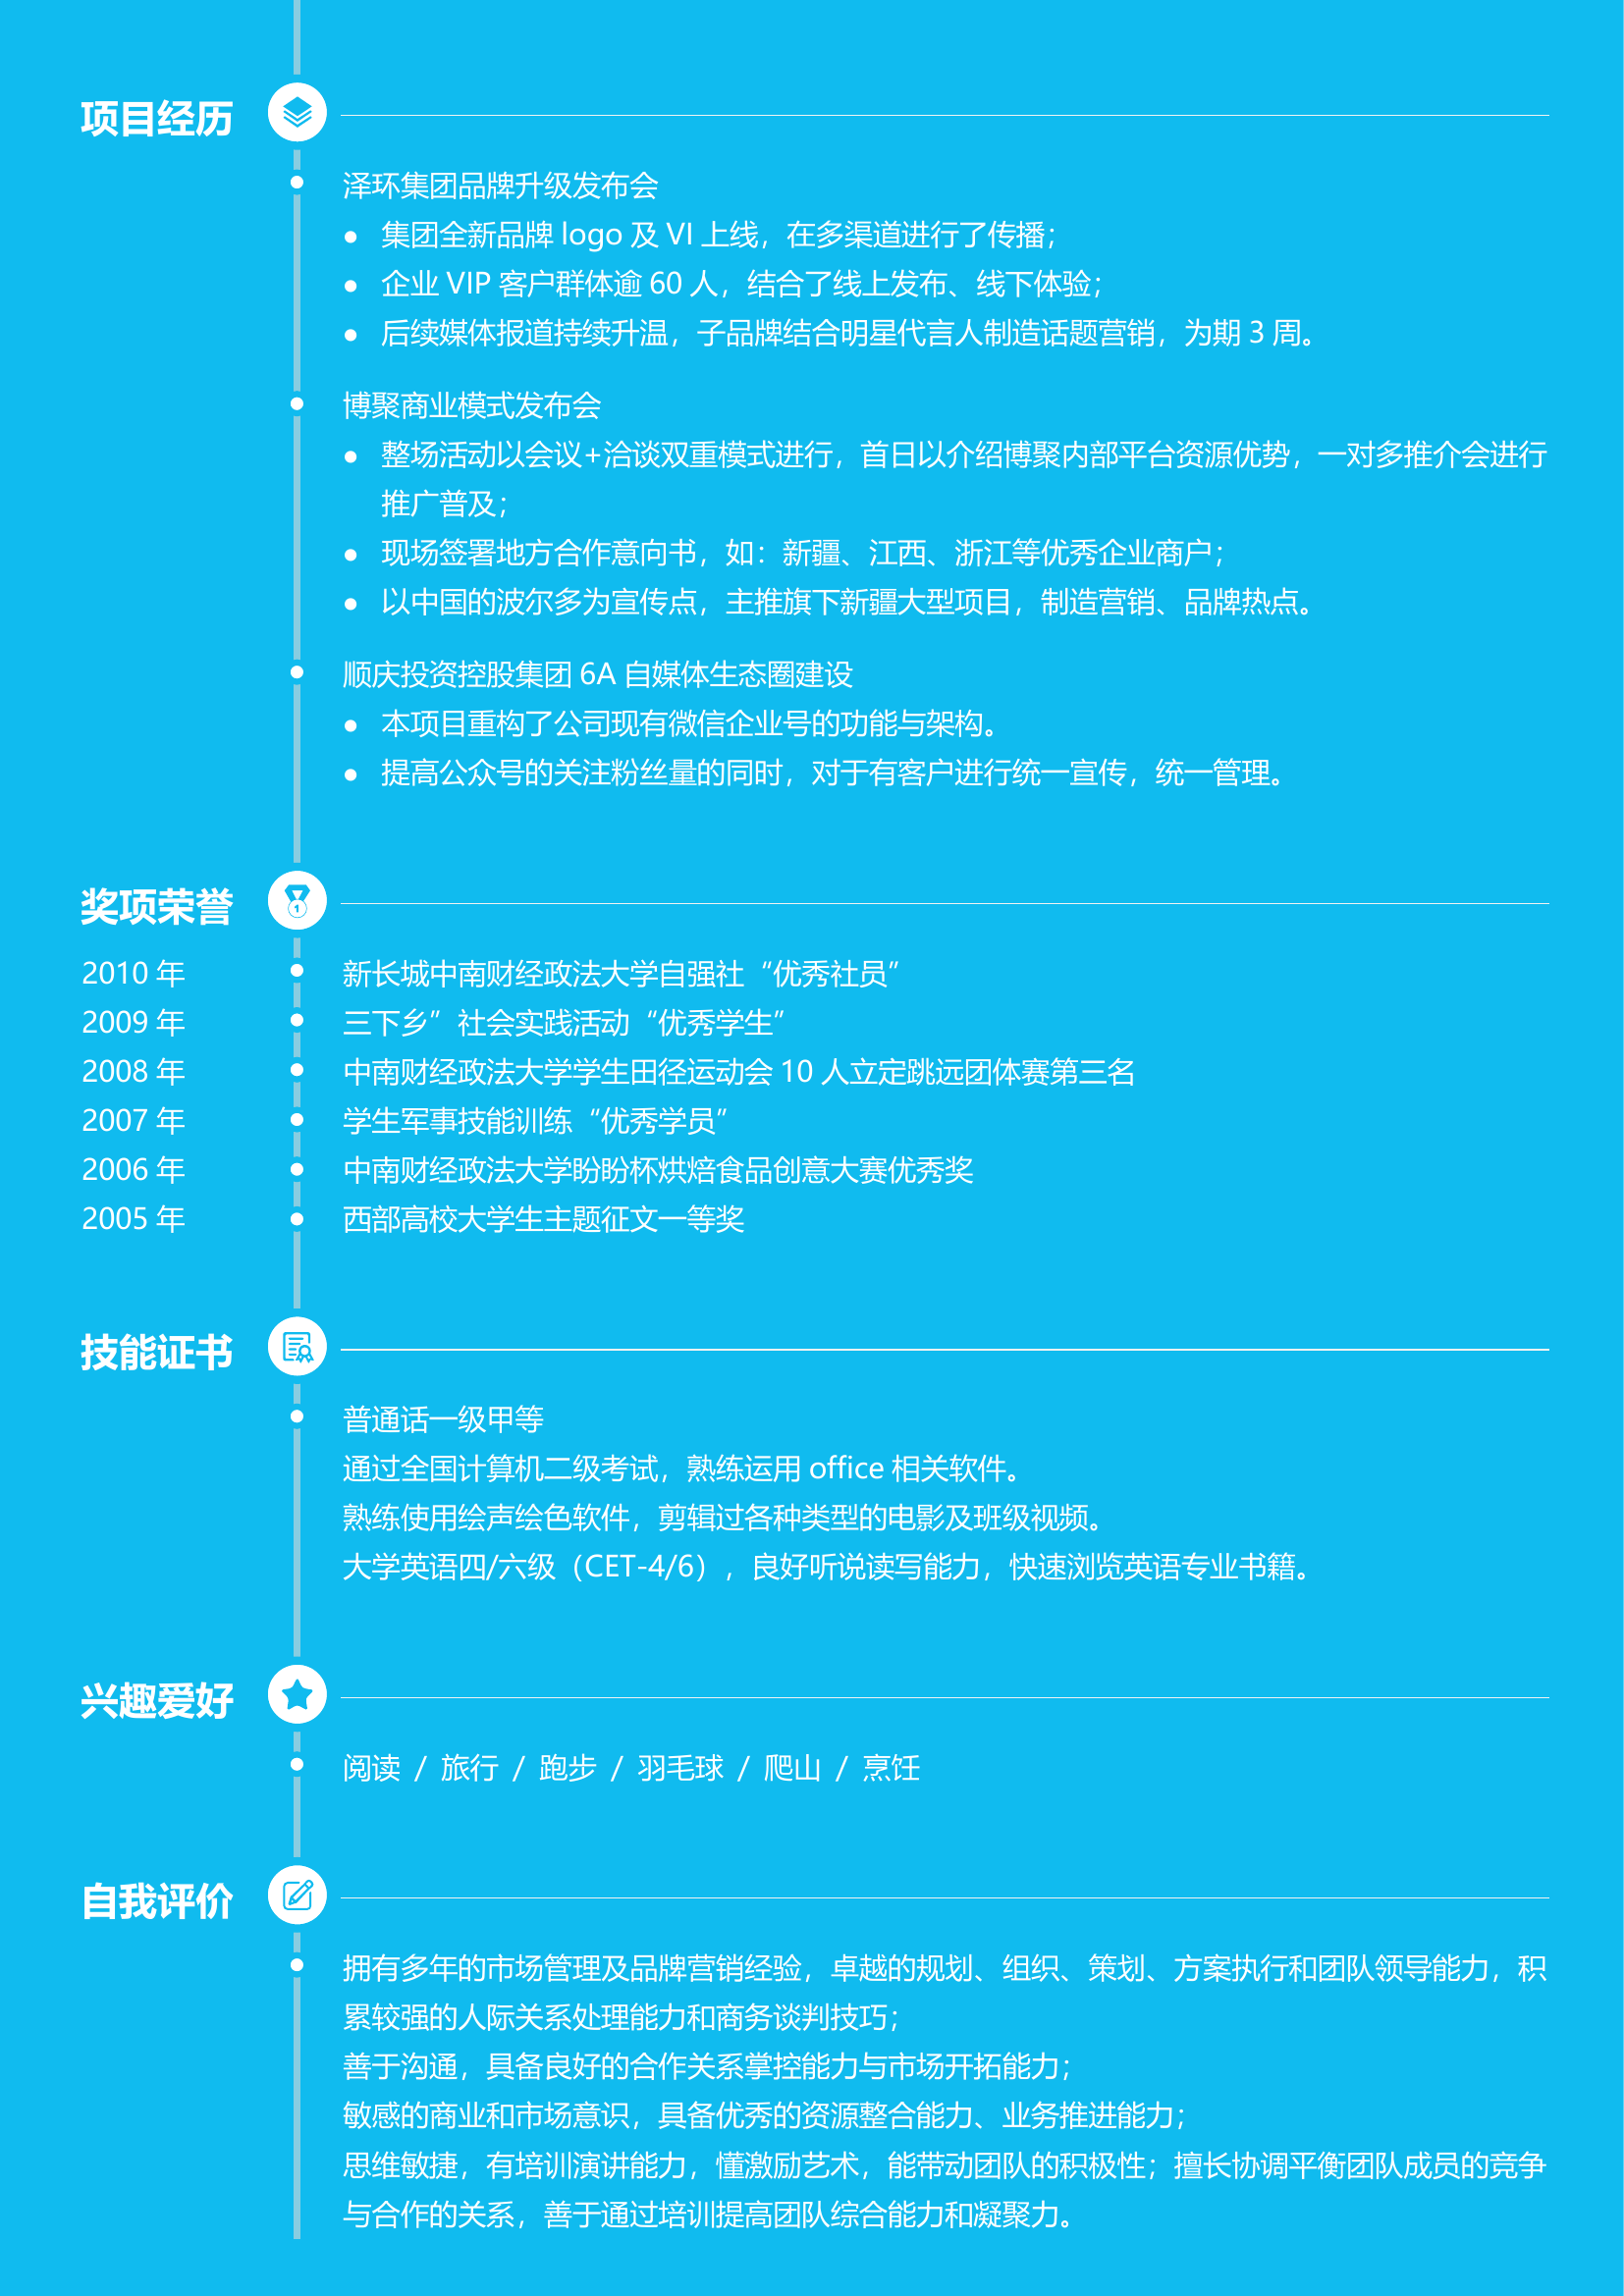 项目经历
泽环集团品牌升级发布会
● 集团全新品牌 logo 及 VI 上线，在多渠道进行了传播；
● 企业 VIP 客户群体逾 60 人，结合了线上发布、线下体验；
● 后续媒体报道持续升温，子品牌结合明星代言人制造话题营销，为期 3 周。
博聚商业模式发布会
● 整场活动以会议+洽谈双重模式进行，首日以介绍博聚内部平台资源优势，一对多推介会进行
推广普及；
● 现场签署地方合作意向书，如：新疆、江西、浙江等优秀企业商户；
● 以中国的波尔多为宣传点，主推旗下新疆大型项目，制造营销、品牌热点。
顺庆投资控股集团 6A 自媒体生态圈建设
● 本项目重构了公司现有微信企业号的功能与架构。
● 提高公众号的关注粉丝量的同时，对于有客户进行统一宣传，统一管理。
奖项荣誉
2010 年 新长城中南财经政法大学自强社“优秀社员”
2009 年 三下乡”社会实践活动“优秀学生”
2008 年 中南财经政法大学学生田径运动会 10 人立定跳远团体赛第三名
2007 年 学生军事技能训练“优秀学员”
2006 年 中南财经政法大学盼盼杯烘焙食品创意大赛优秀奖
2005 年 西部高校大学生主题征文一等奖
技能证书
普通话一级甲等
通过全国计算机二级考试，熟练运用 office 相关软件。
熟练使用绘声绘色软件，剪辑过各种类型的电影及班级视频。
大学英语四/六级（CET-4/6），良好听说读写能力，快速浏览英语专业书籍。
兴趣爱好
阅读 / 旅行 / 跑步 / 羽毛球 / 爬山 / 烹饪
自我评价
拥有多年的市场管理及品牌营销经验，卓越的规划、组织、策划、方案执行和团队领导能力，积
累较强的人际关系处理能力和商务谈判技巧；
善于沟通，具备良好的合作关系掌控能力与市场开拓能力；
敏感的商业和市场意识，具备优秀的资源整合能力、业务推进能力；
思维敏捷，有培训演讲能力，懂激励艺术，能带动团队的积极性；擅长协调平衡团队成员的竞争
与合作的关系，善于通过培训提高团队综合能力和凝聚力。